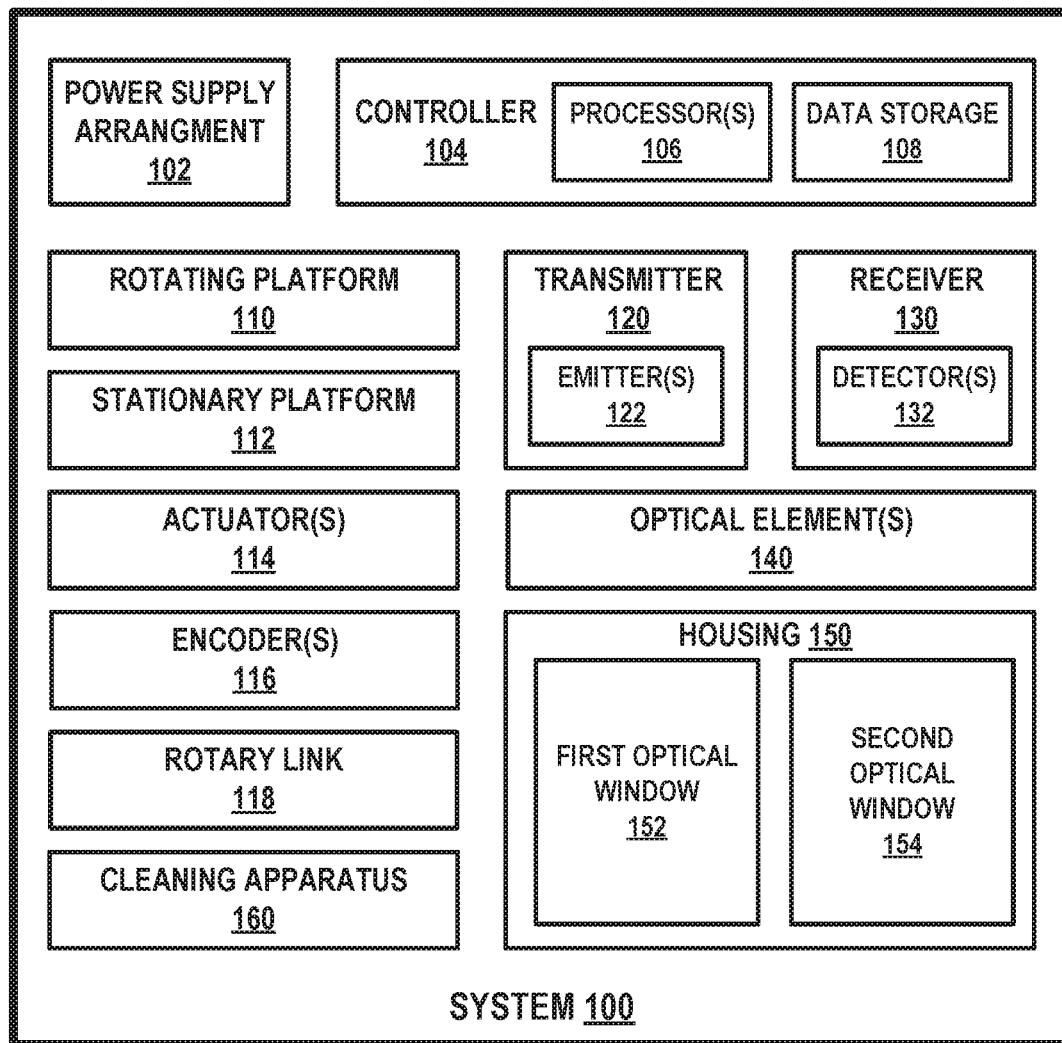 POWER SUPPLY
ARRANGMENT
102
CONTROLLER
104
PROCESSOR(S)
106
DATA STORAGE
108
ROTATING PLATFORM
110
STATIONARY PLATFORM
112
ACTUATOR(S)
114
ENCODER(S)
116
ROTARY LINK
118
CLEANING APPARATUS
160
TRANSMITTER
120
EMITTER(S)
122
RECEIVER
130
DETECTOR(S)
132
OPTICAL ELEMENT(S)
140
HOUSING 150
FIRST OPTICAL
WINDOW
152
SECOND
OPTICAL
WINDOW
154
SYSTEM 100